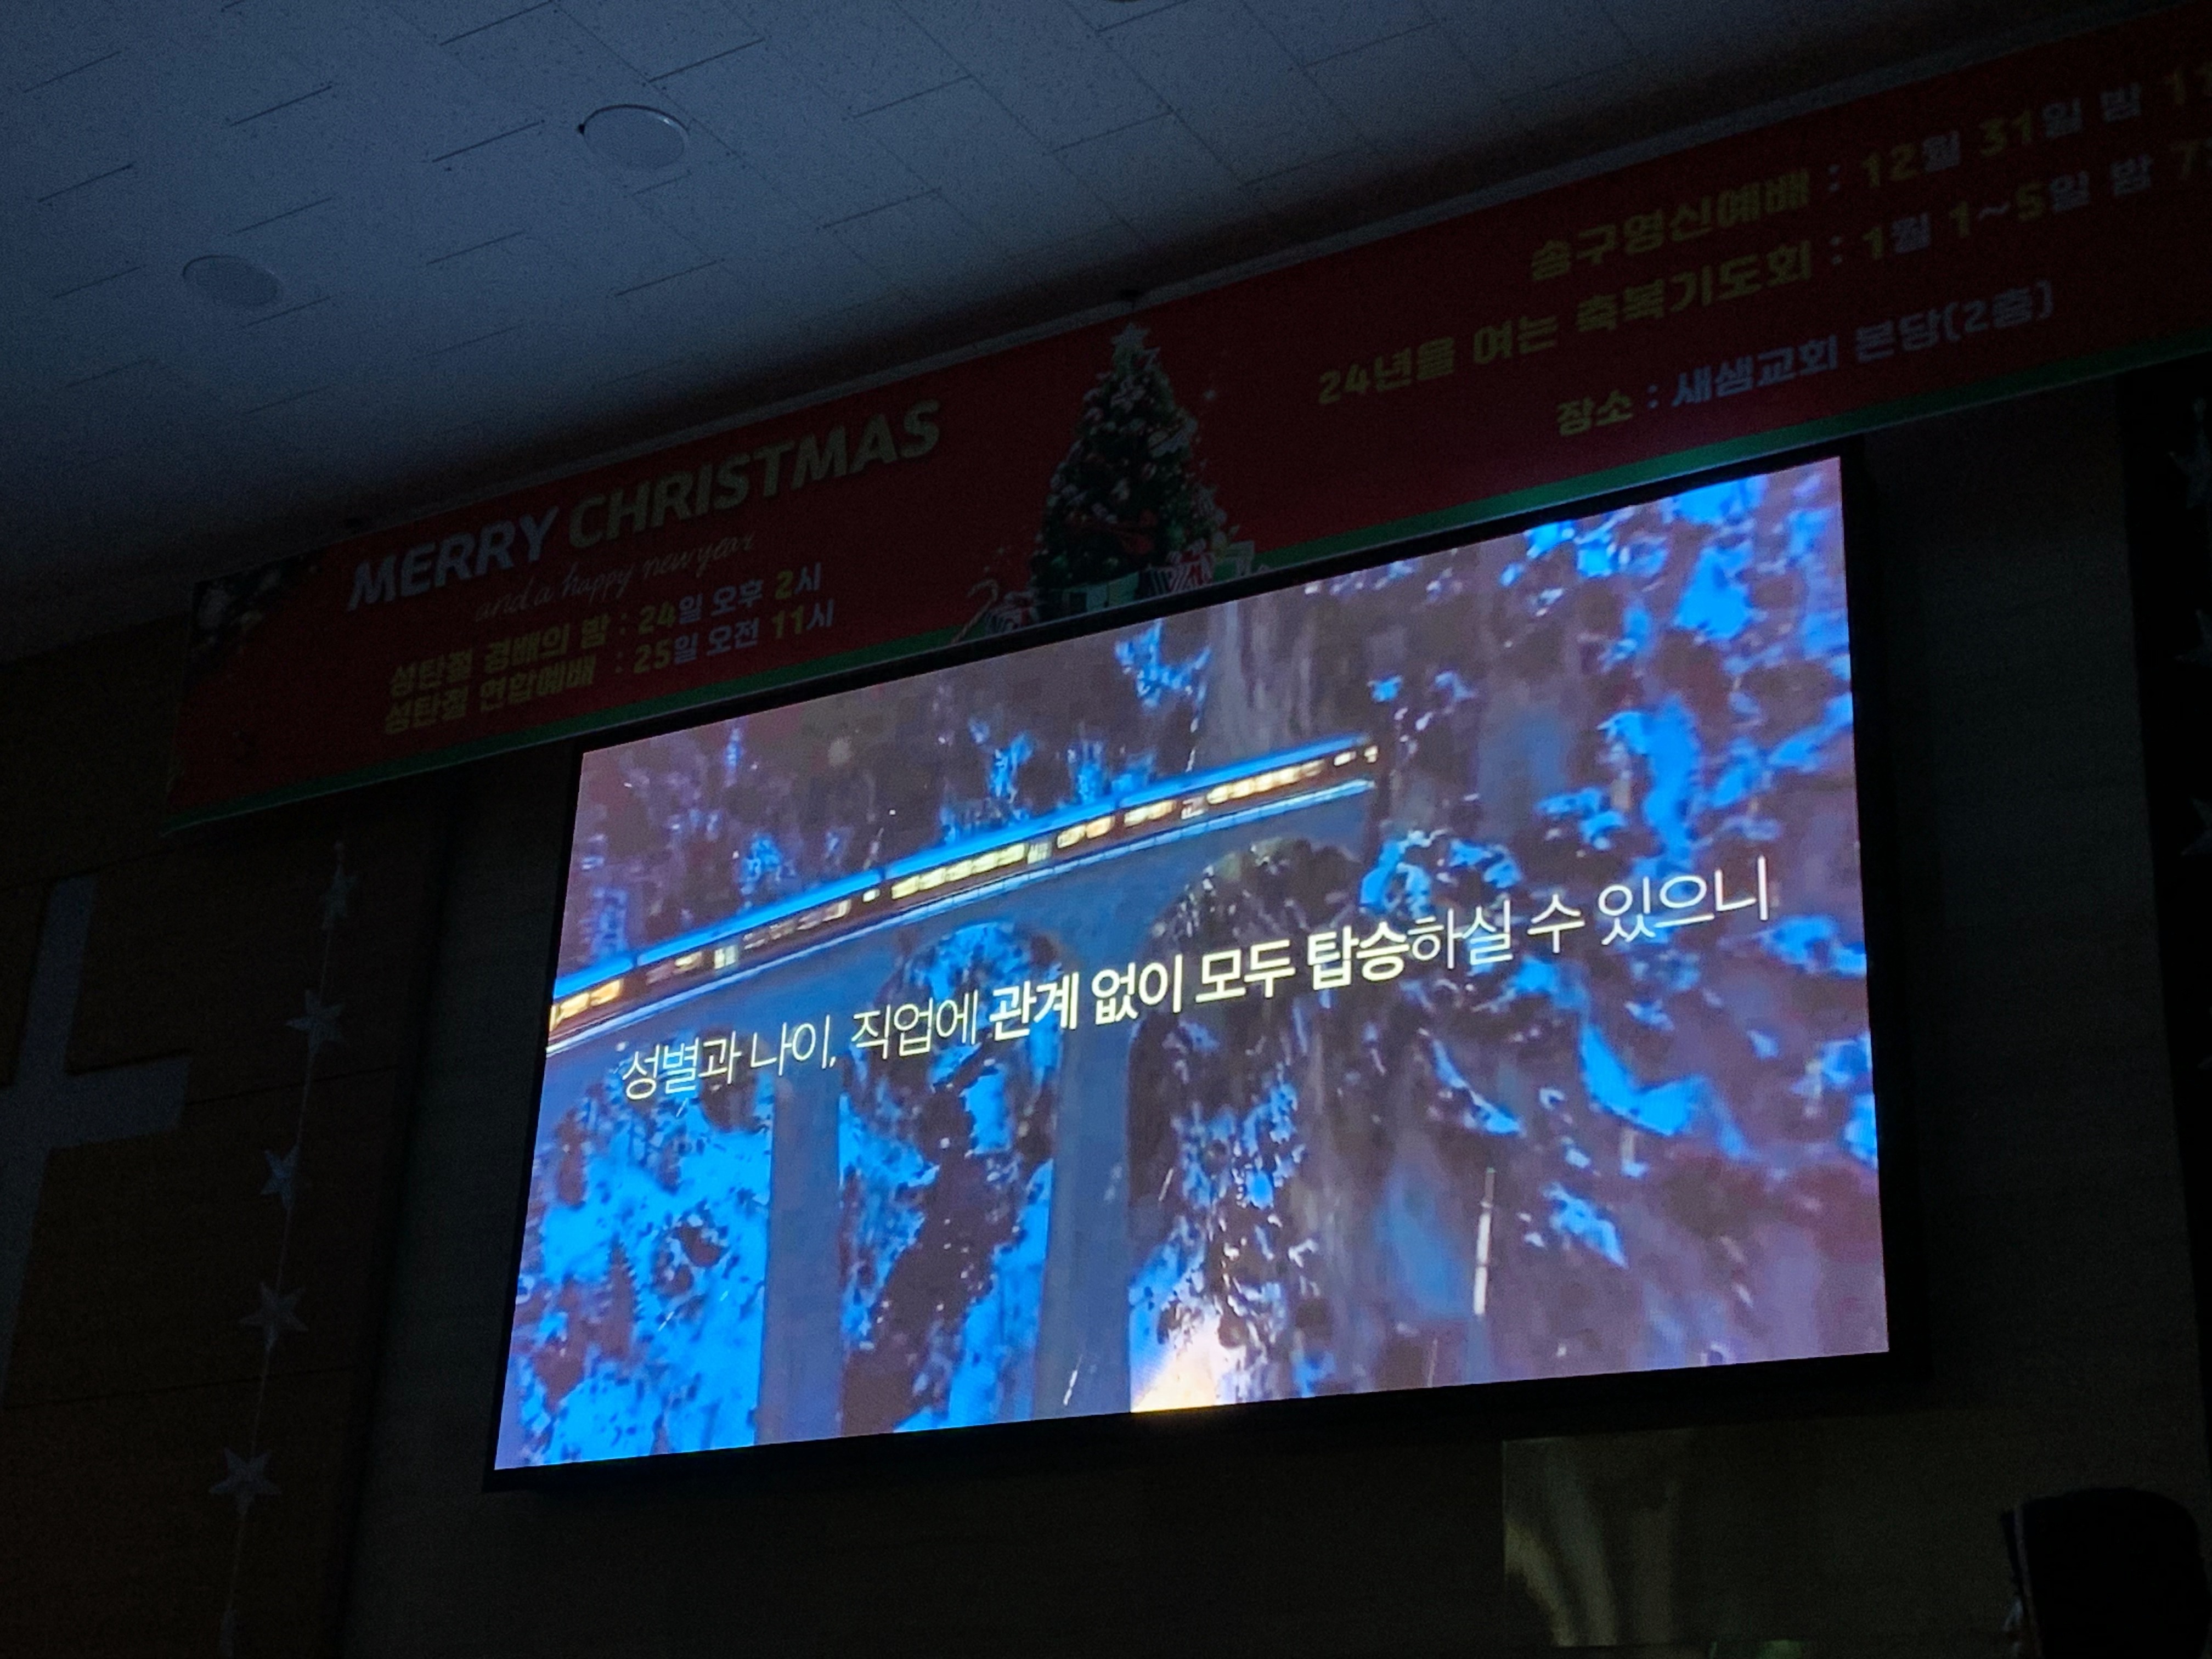 MERRY CHRISTMAS
and a happy new year
성탄절 경배의 밤 : 24일 오후 2시
성탄절 연합예배 : 25일 오전 11시
송구영신예배 : 12월 31일 밤
24년을 여는 축복기도회 : 1월 1~5일 밤
장소 : 새샘교회 본당(2층)
성별과 나이, 직업에 관계 없이 모두 탑승하실 수 있으니